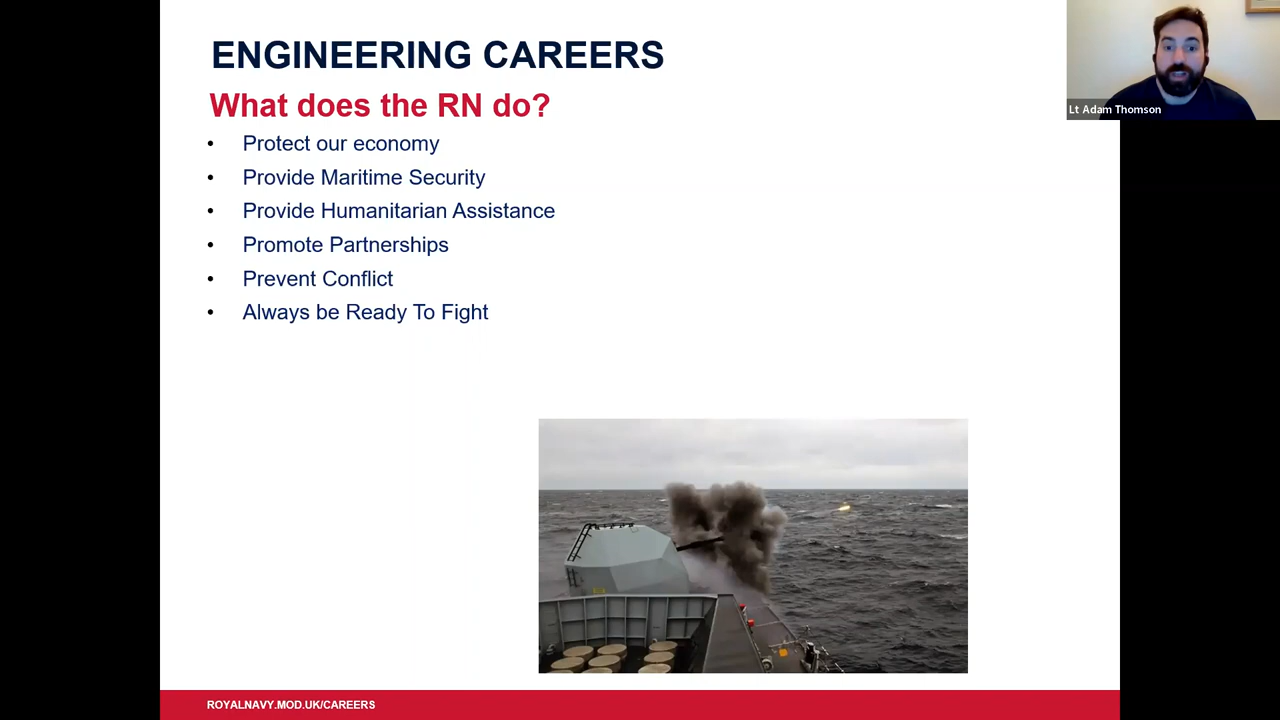 ENGINEERING CAREERS
What does the RN do?
• Protect our economy
• Provide Maritime Security
• Provide Humanitarian Assistance
• Promote Partnerships
• Prevent Conflict
• Always be Ready To Fight
Lt Adam Thomson
ROYALNAVY.MOD.UK/CAREERS